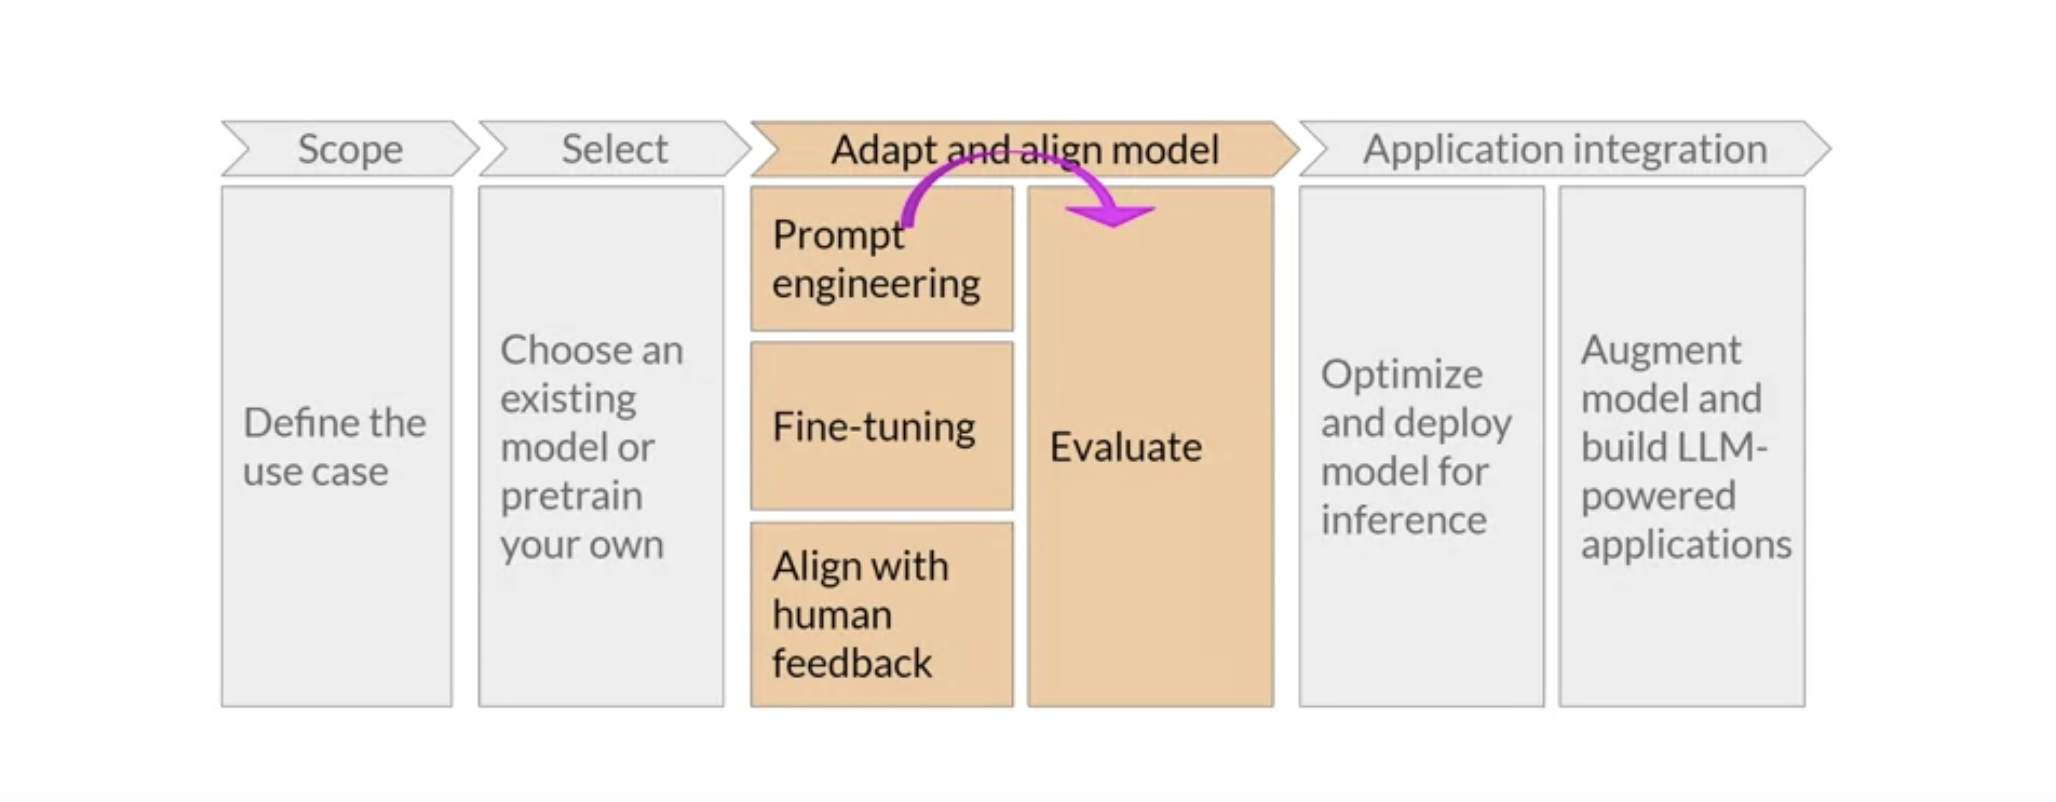 Scope
Select
Adapt and align model
Application integration
Define the
use case
Choose an
existing
model or
pretrain
your own
Prompt
engineering
Fine-tuning
Align with
human
feedback
Evaluate
Optimize
and deploy
model for
inference
Augment
model and
build LLM-
powered
applications